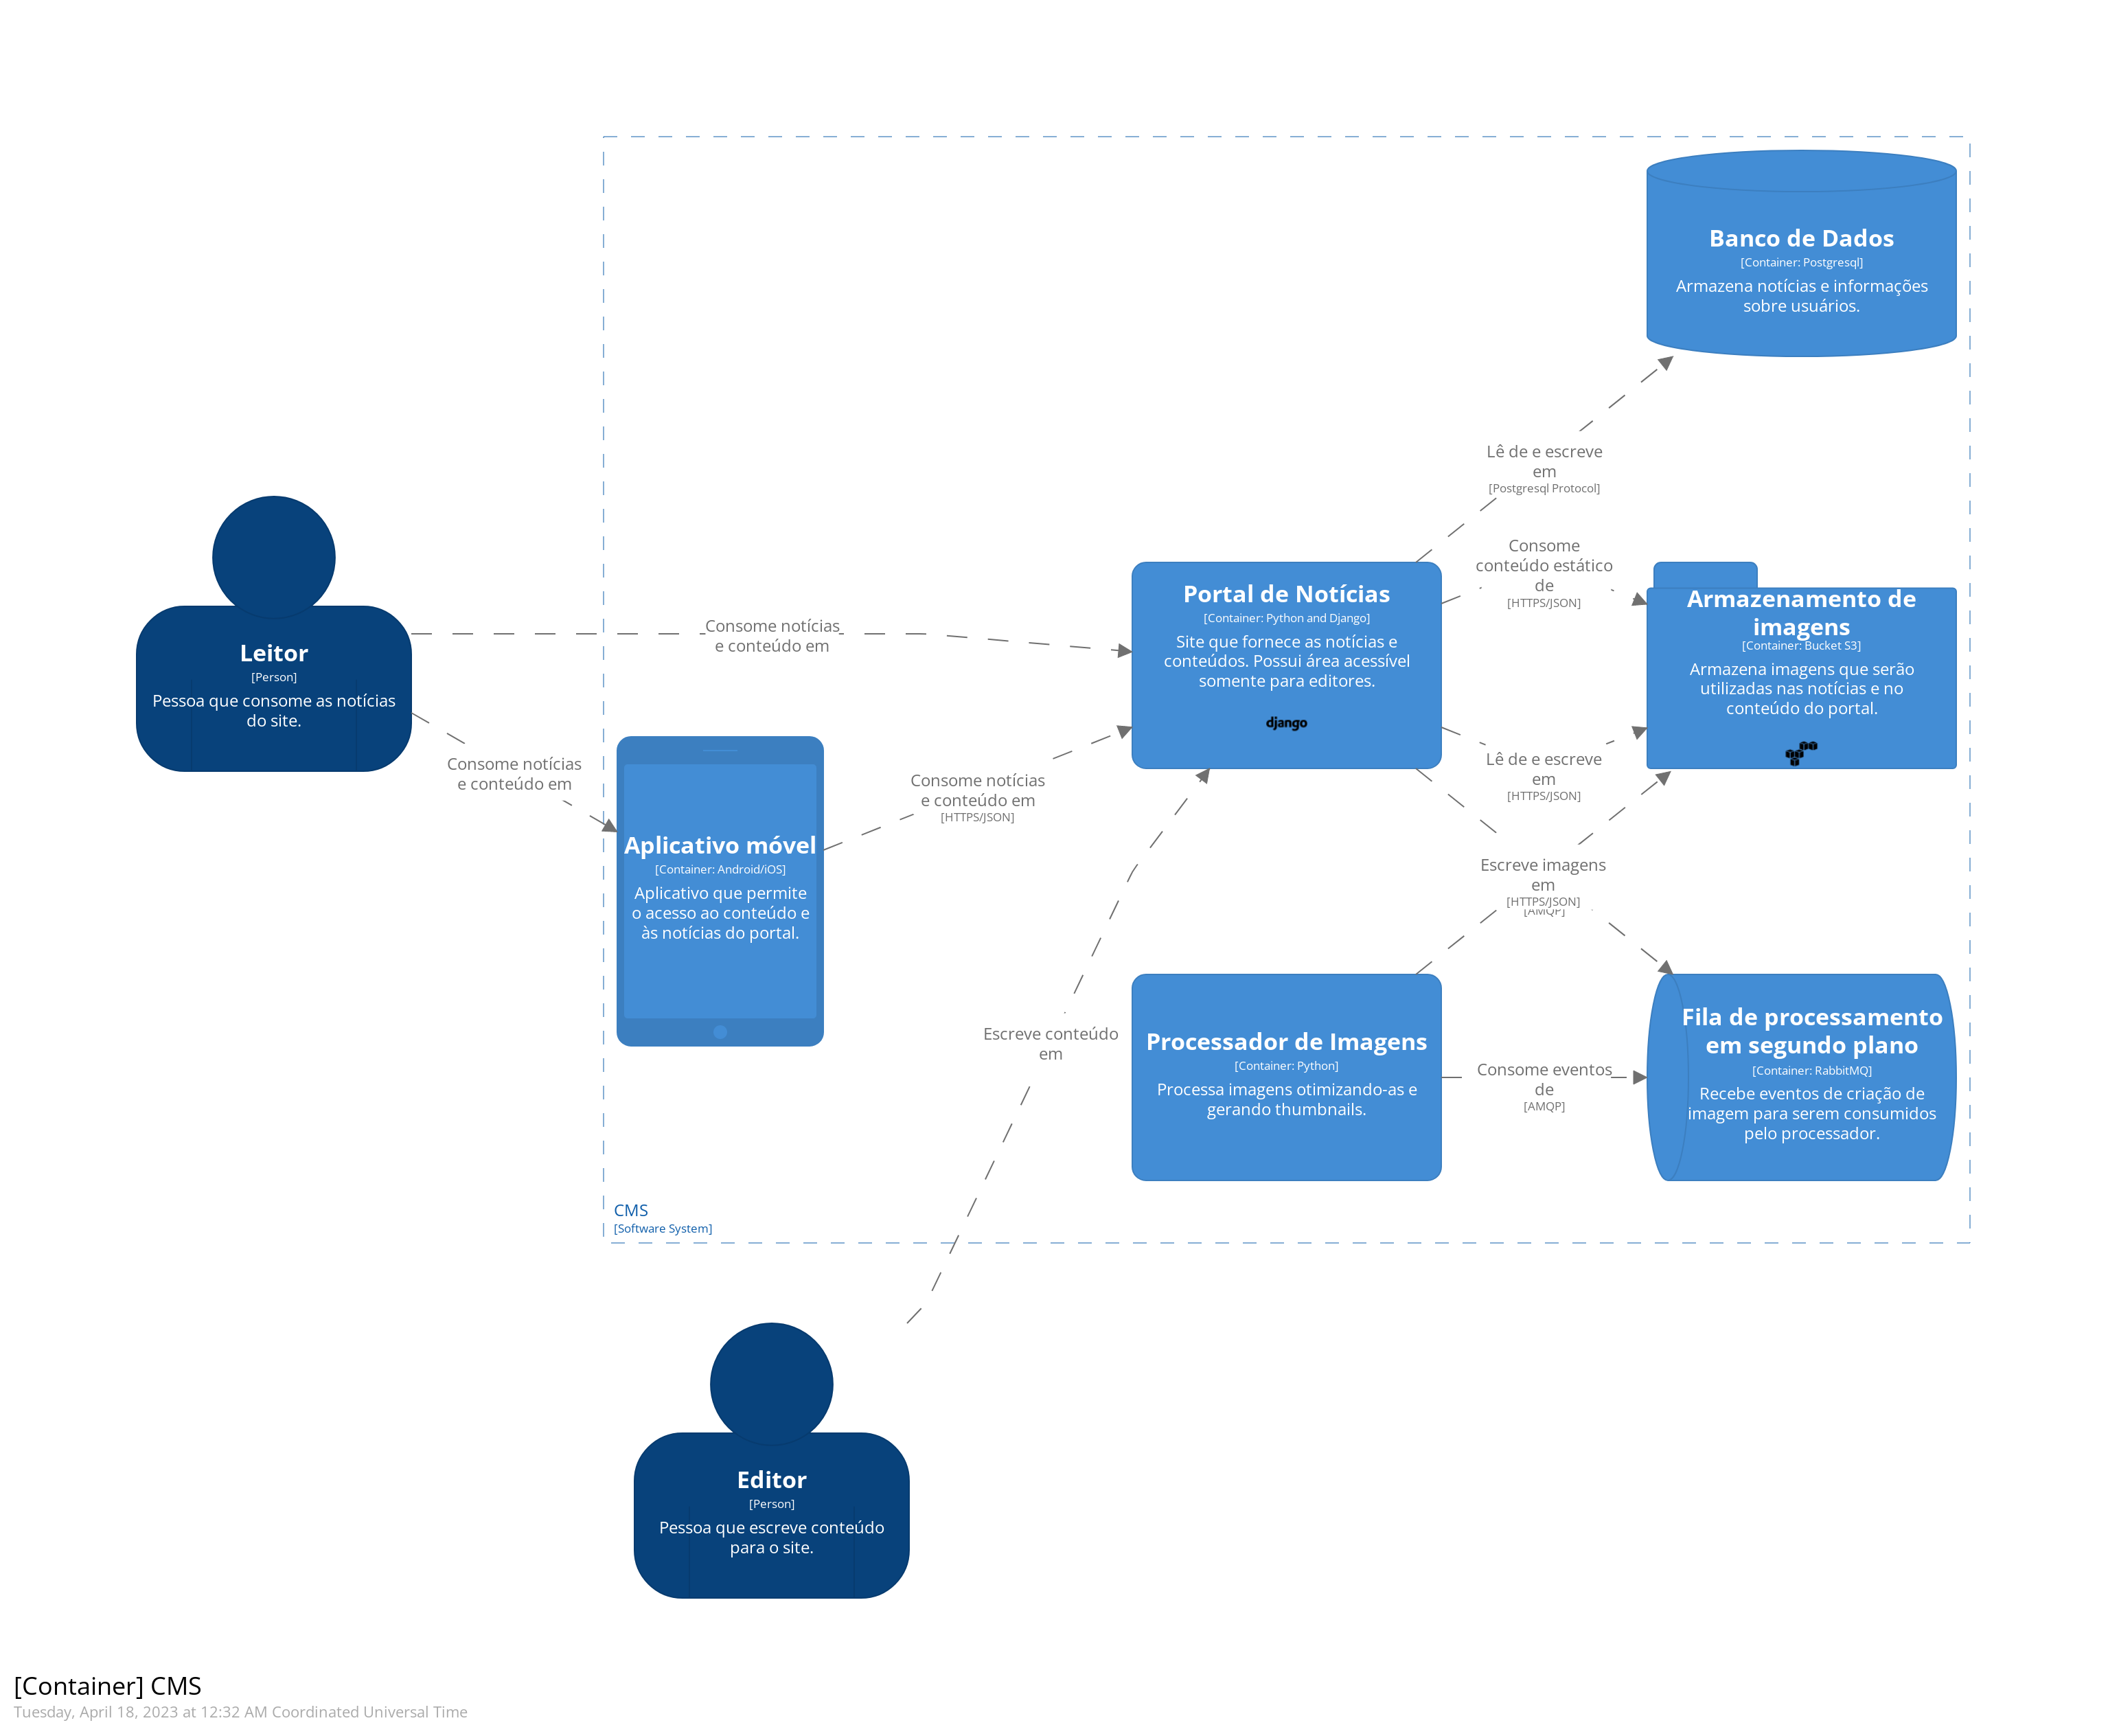 Banco de Dados
[Container: Postgresql]
Armazena notícias e informações
sobre usuários.
Lê de e escreve
em
[Postgresql Protocol]
Consome
conteúdo estático
de
[HTTPS/JSON]
Leitor
[Person]
Pessoa que consome as notícias
do site.
Consome notícias
e conteúdo em
Consome notícias
e conteúdo em
Portal de Notícias
[Container: Python and Django]
Site que fornece as notícias e
conteúdos. Possui área acessível
somente para editores.
django
Armazenamento de
imagens
[Container: Bucket S3]
Armazena imagens que serão
utilizadas nas notícias e no
conteúdo do portal.
Lê de e escreve
em
[HTTPS/JSON]
Consome notícias
e conteúdo em
[HTTPS/JSON]
Aplicativo móvel
[Container: Android/iOS]
Aplicativo que permite
o acesso ao conteúdo e
às notícias do portal.
Escreve imagens
em
[HTTPS/JSON]
[AMQP]
Escreve conteúdo
em
Processador de Imagens
[Container: Python]
Processa imagens otimizando-as e
gerando thumbnails.
Consome eventos
de
[AMQP]
Fila de processamento
em segundo plano
[Container: RabbitMQ]
Recebe eventos de criação de
imagem para serem consumidos
pelo processador.
CMS
[Software System]
Editor
[Person]
Pessoa que escreve conteúdo
para o site.
[Container] CMS
Tuesday, April 18, 2023 at 12:32 AM Coordinated Universal Time